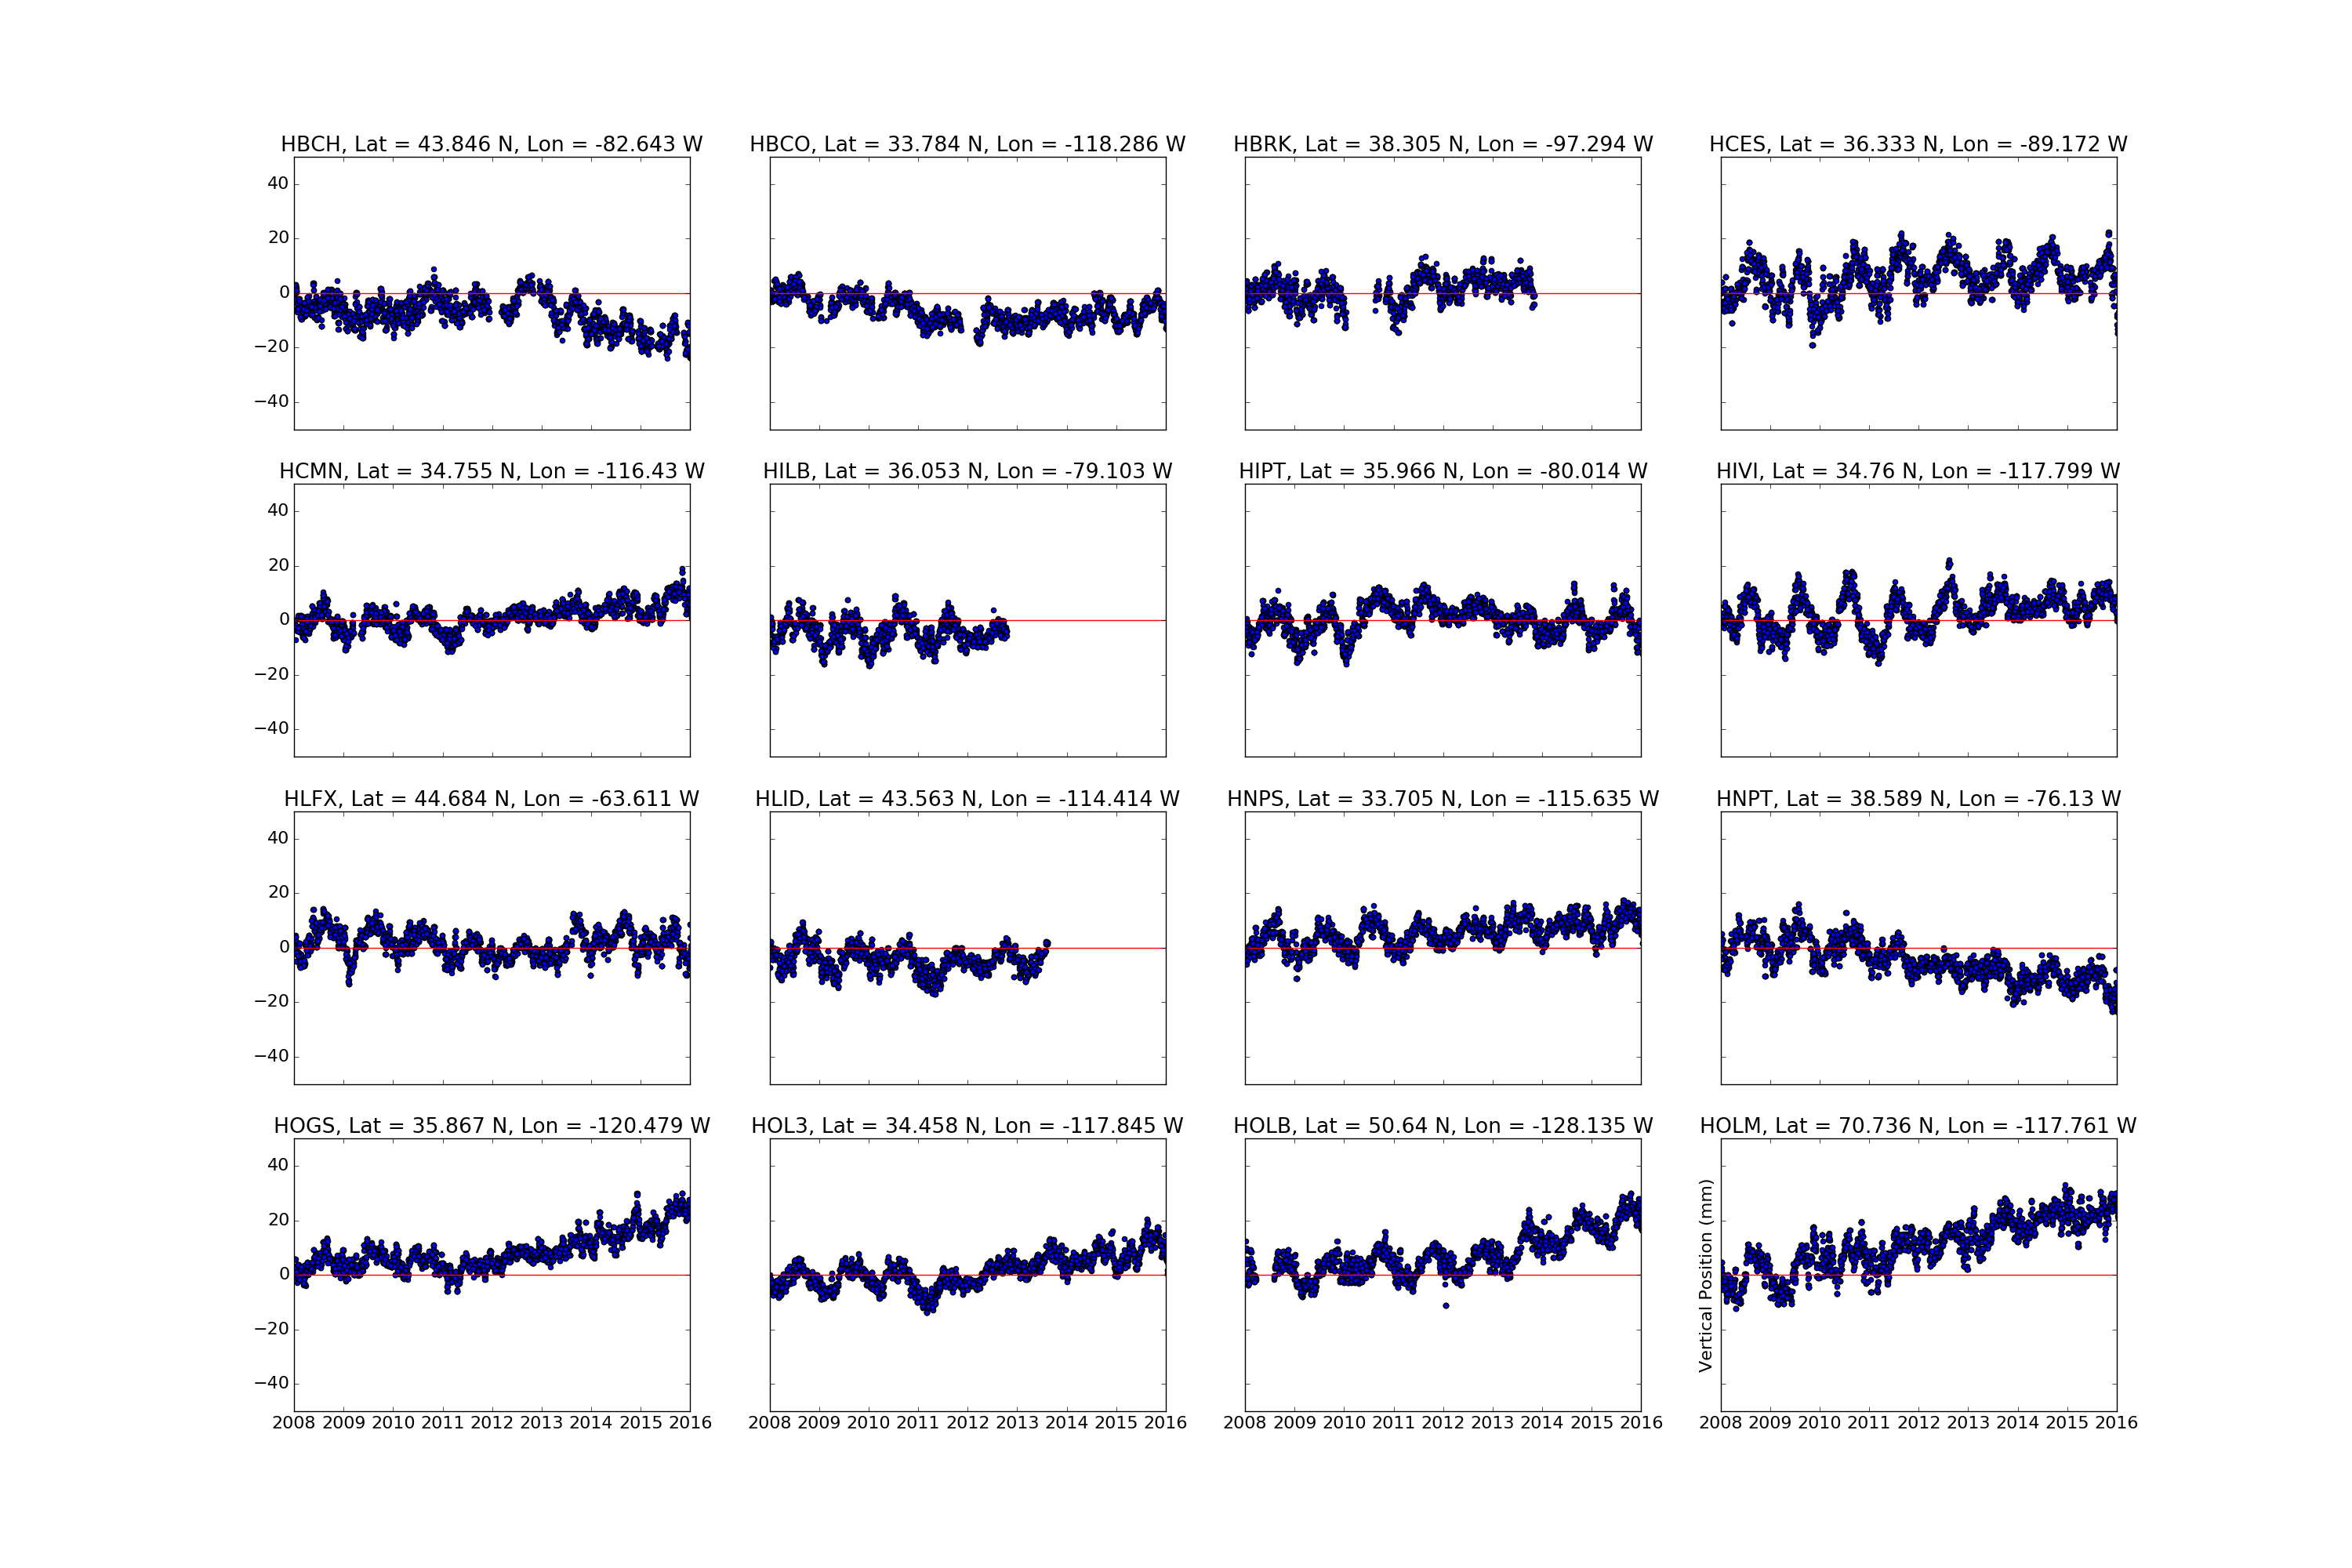 HBCH, Lat = 43.846 N, Lon = -82.643 W
HBCO, Lat = 33.784 N, Lon = -118.286 W
HBRK, Lat = 38.305 N, Lon = -97.294 W
HCES, Lat = 36.333 N, Lon = -89.172 W
40
20
0
−20
−40
HCMN, Lat = 34.755 N, Lon = -116.43 W
HILB, Lat = 36.053 N, Lon = -79.103 W
HIPT, Lat = 35.966 N, Lon = -80.014 W
HIVI, Lat = 34.76 N, Lon = -117.799 W
40
20
0
−20
−40
HLFX, Lat = 44.684 N, Lon = -63.611 W
HLID, Lat = 43.563 N, Lon = -114.414 W
HNPS, Lat = 33.705 N, Lon = -115.635 W
HNPT, Lat = 38.589 N, Lon = -76.13 W
40
20
0
−20
−40
HOGS, Lat = 35.867 N, Lon = -120.479 W
HOL3, Lat = 34.458 N, Lon = -117.845 W
HOLB, Lat = 50.64 N, Lon = -128.135 W
HOLM, Lat = 70.736 N, Lon = -117.761 W
40
20
0
−20
−40
Vertical Position (mm)
2008 2009 2010 2011 2012 2013 2014 2015 2016
2008 2009 2010 2011 2012 2013 2014 2015 2016
2008 2009 2010 2011 2012 2013 2014 2015 2016
2008 2009 2010 2011 2012 2013 2014 2015 2016